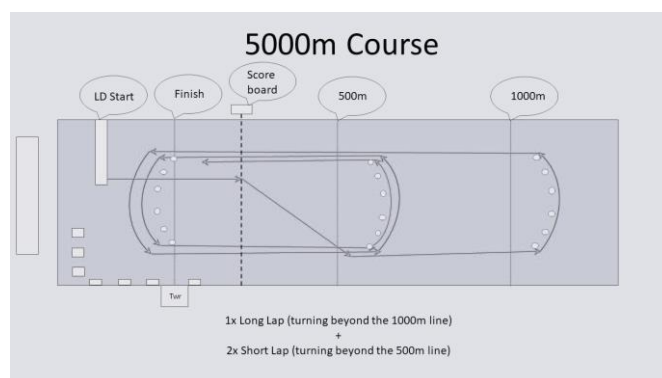 5000m Course
LD Start
Finish
Score
board
500m
1000m
Twr
1x Long Lap (turning beyond the 1000m line)
+
2x Short Lap (turning beyond the 500m line)